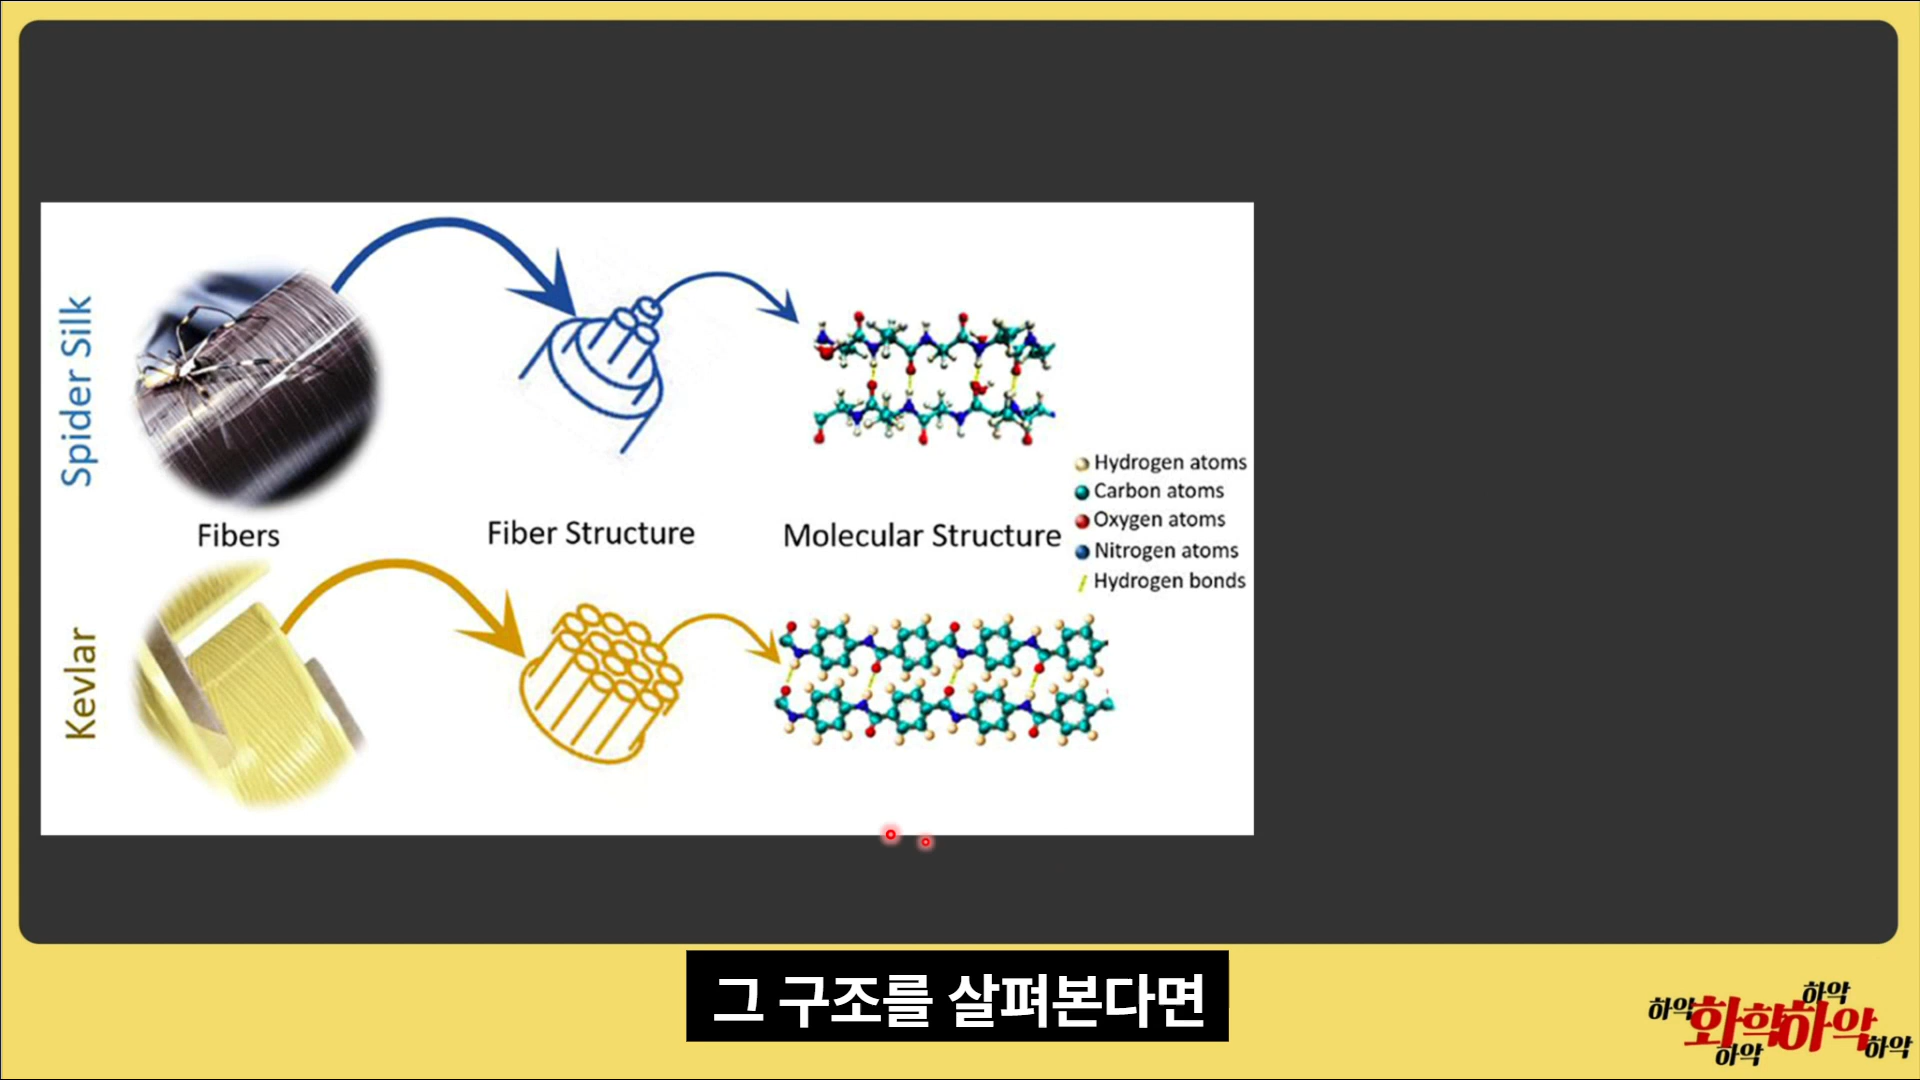 Spider Silk
Hydrogen atoms
Carbon atoms
Oxygen atoms
Nitrogen atoms
Hydrogen bonds
Fibers
Fiber Structure
Molecular Structure
Kevlar
그 구조를 살펴본다면
하악
하악
화학하악
하악
하악